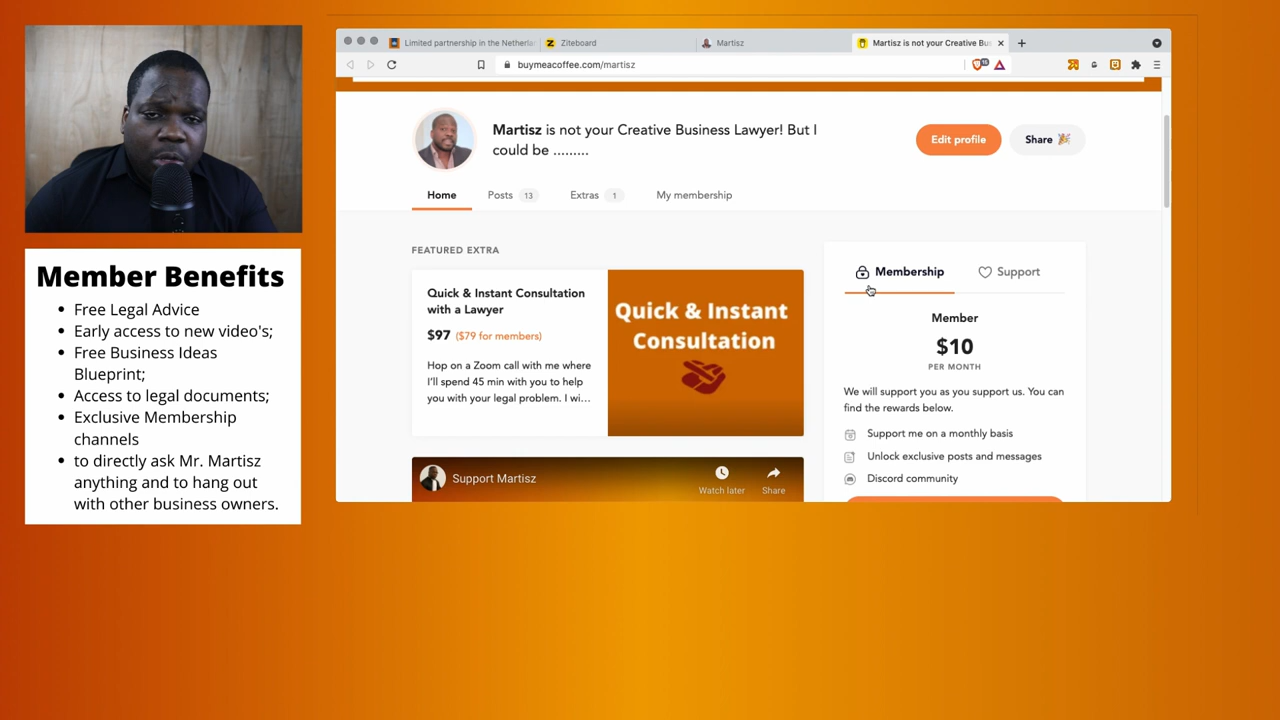 Limited partnership in the Netherla
Ziteboard
Martisz
Martisz is not your Creative Bus
buymeacoffee.com/martisz
Martisz is not your Creative Business Lawyer! But I
could be .........
Edit profile
Share
Home
Posts 13
Extras 1
My membership
FEATURED EXTRA
Quick & Instant Consultation
with a Lawyer
$97 ($79 for members)
Hop on a Zoom call with me where
I'll spend 45 min with you to help
you with your legal problem. I wi...
Quick & Instant
Consultation
Support Martisz
Watch later
Share
Membership
Support
Member
$10
PER MONTH
We will support you as you support us. You can
find the rewards below.
Support me on a monthly basis
Unlock exclusive posts and messages
Discord community
Member Benefits
• Free Legal Advice
• Early access to new video's;
• Free Business Ideas
Blueprint;
• Access to legal documents;
• Exclusive Membership
channels
• to directly ask Mr. Martisz
anything and to hang out
with other business owners.